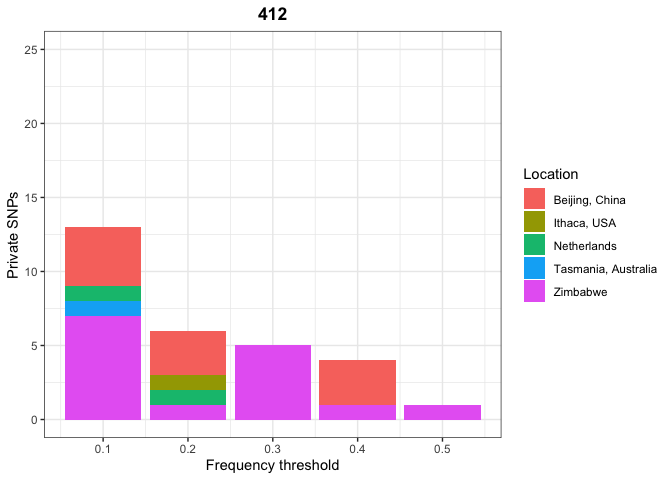 412
Private SNPs
25
20
15
10
5
0
0.1 0.2 0.3 0.4 0.5
Frequency threshold
Location
Beijing, China
Ithaca, USA
Netherlands
Tasmania, Australia
Zimbabwe